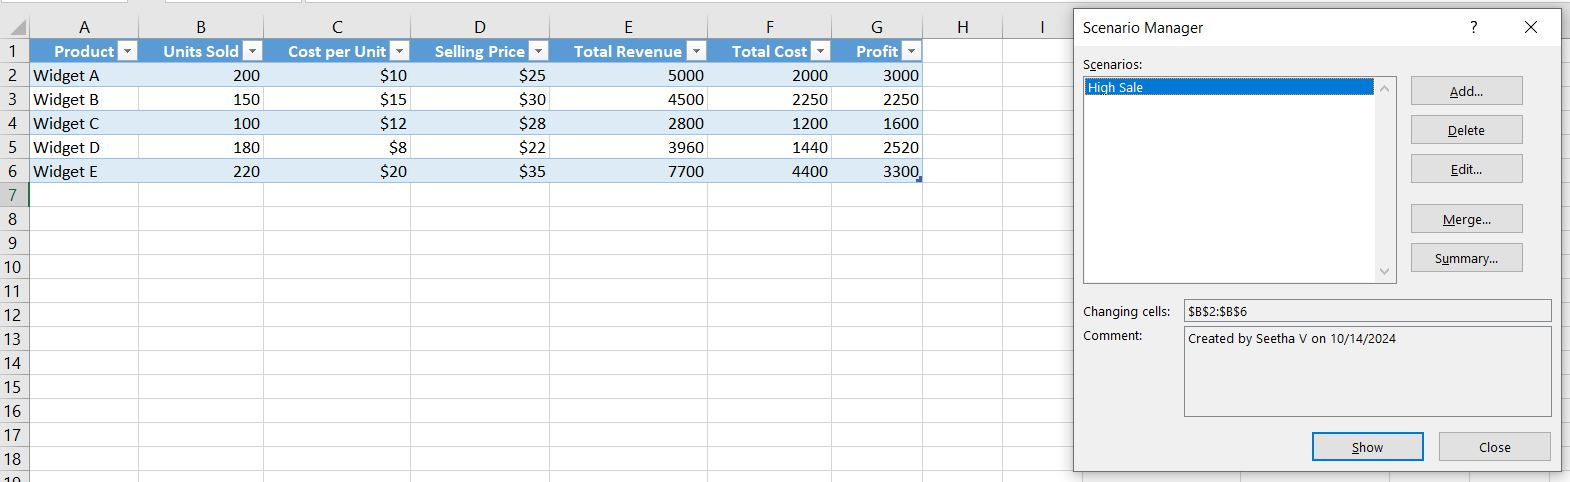 A B C D E F G H I
1 Product Units Sold Cost per Unit Selling Price Total Revenue Total Cost Profit
2 Widget A 200 $10 $25 5000 2000 3000
3 Widget B 150 $15 $30 4500 2250 2250
4 Widget C 100 $12 $28 2800 1200 1600
5 Widget D 180 $8 $22 3960 1440 2520
6 Widget E 220 $20 $35 7700 4400 3300
7
8
9
10
11
12
13
14
15
16
17
18
Scenario Manager ?
Scenarios:
High Sale
Add...
Delete
Edit...
Merge...
Summary...
Changing cells: $B$2:$B$6
Comment: Created by Seetha V on 10/14/2024
Show Close